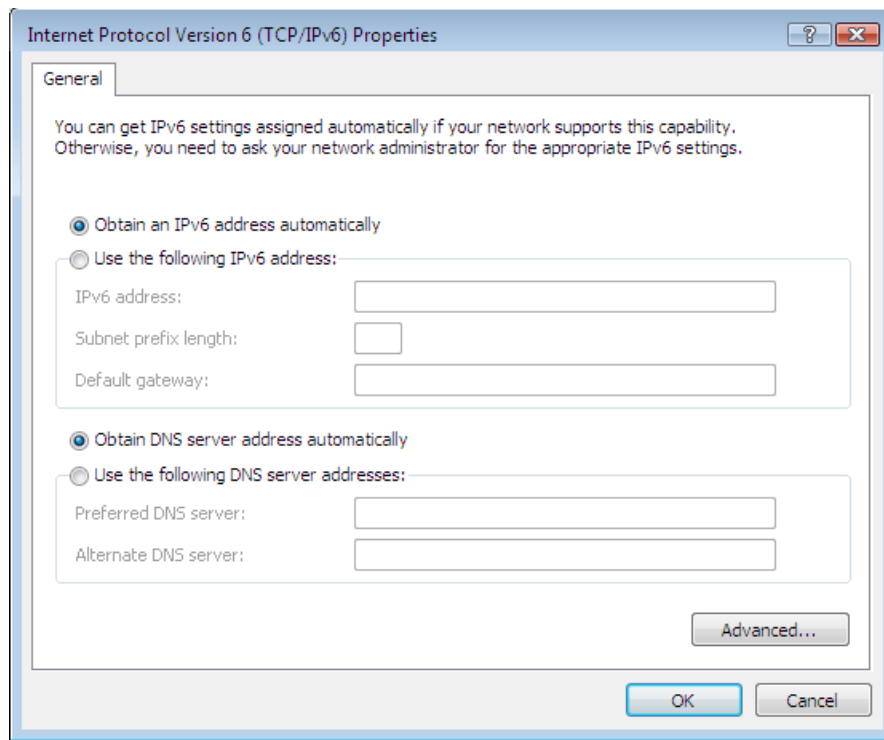 Internet Protocol Version 6 (TCP/IPv6) Properties
?
General
You can get IPv6 settings assigned automatically if your network supports this capability.
Otherwise, you need to ask your network administrator for the appropriate IPv6 settings.
Obtain an IPv6 address automatically
Use the following IPv6 address:
IPv6 address:
Subnet prefix length:
Default gateway:
Obtain DNS server address automatically
Use the following DNS server addresses:
Preferred DNS server:
Alternate DNS server:
Advanced...
OK Cancel